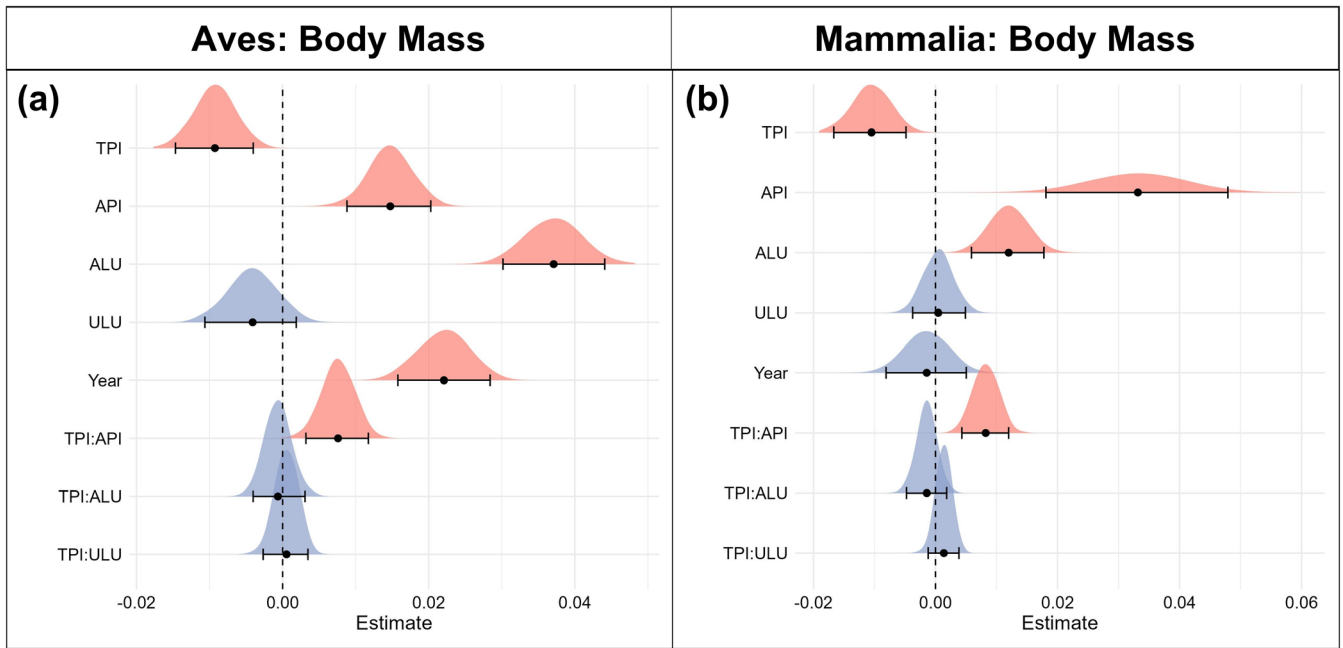 Aves: Body Mass
Mammalia: Body Mass
(a)
TPI
API
ALU
ULU
Year
TPI:API
TPI:ALU
TPI:ULU
-0.02 0.00 0.02 0.04
Estimate
(b)
TPI
API
ALU
ULU
Year
TPI:API
TPI:ALU
TPI:ULU
-0.02 0.00 0.02 0.04 0.06
Estimate